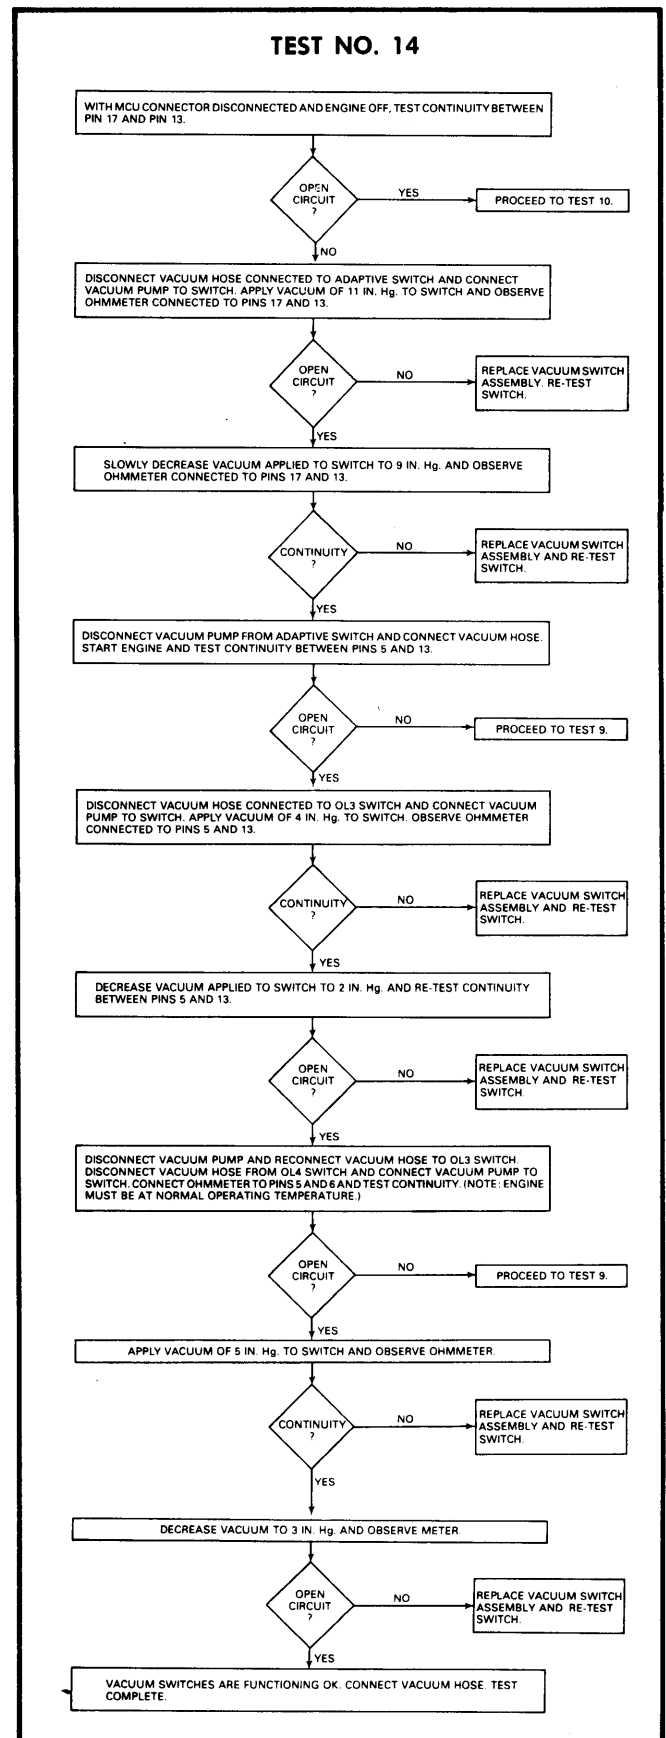 TEST NO. 14
WITH MCU CONNECTOR DISCONNECTED AND ENGINE OFF, TEST CONTINUITY BETWEEN
PIN 17 AND PIN 13.
OPEN
CIRCUIT
?
YES
PROCEED TO TEST 10.
NO
DISCONNECT VACUUM HOSE CONNECTED TO ADAPTIVE SWITCH AND CONNECT
VACUUM PUMP TO SWITCH. APPLY VACUUM OF 11 IN. Hg. TO SWITCH AND OBSERVE
OHMMETER CONNECTED TO PINS 17 AND 13.
OPEN
CIRCUIT
?
NO
REPLACE VACUUM SWITCH
ASSEMBLY. RE-TEST
SWITCH.
YES
SLOWLY DECREASE VACUUM APPLIED TO SWITCH TO 9 IN. Hg. AND OBSERVE
OHMMETER CONNECTED TO PINS 17 AND 13.
CONTINUITY
?
NO
REPLACE VACUUM SWITCH
ASSEMBLY AND RE-TEST
SWITCH.
YES
DISCONNECT VACUUM PUMP FROM ADAPTIVE SWITCH AND CONNECT VACUUM HOSE.
START ENGINE AND TEST CONTINUITY BETWEEN PINS 5 AND 13.
OPEN
CIRCUIT
?
NO
PROCEED TO TEST 9.
YES
DISCONNECT VACUUM HOSE CONNECTED TO OL3 SWITCH AND CONNECT VACUUM
PUMP TO SWITCH. APPLY VACUUM OF 4 IN. Hg. TO SWITCH. OBSERVE OHMMETER
CONNECTED TO PINS 5 AND 13.
CONTINUITY
?
NO
REPLACE VACUUM SWITCH
ASSEMBLY AND RE-TEST
SWITCH.
YES
DECREASE VACUUM APPLIED TO SWITCH TO 2 IN. Hg. AND RE-TEST CONTINUITY
BETWEEN PINS 5 AND 13.
OPEN
CIRCUIT
?
NO
REPLACE VACUUM SWITCH
ASSEMBLY AND RE-TEST
SWITCH.
YES
DISCONNECT VACUUM PUMP AND RECONNECT VACUUM HOSE TO OL3 SWITCH.
DISCONNECT VACUUM HOSE FROM OL4 SWITCH AND CONNECT VACUUM PUMP TO
SWITCH. CONNECT OHMMETER TO PINS 5 AND 6 AND TEST CONTINUITY. (NOTE: ENGINE
MUST BE AT NORMAL OPERATING TEMPERATURE.)
OPEN
CIRCUIT
?
NO
PROCEED TO TEST 9.
YES
APPLY VACUUM OF 5 IN. Hg. TO SWITCH AND OBSERVE OHMMETER.
CONTINUITY
?
NO
REPLACE VACUUM SWITCH
ASSEMBLY AND RE-TEST
SWITCH.
YES
DECREASE VACUUM TO 3 IN. Hg. AND OBSERVE METER.
OPEN
CIRCUIT
?
NO
REPLACE VACUUM SWITCH
ASSEMBLY AND RE-TEST
SWITCH.
YES
VACUUM SWITCHES ARE FUNCTIONING OK. CONNECT VACUUM HOSE. TEST
COMPLETE.